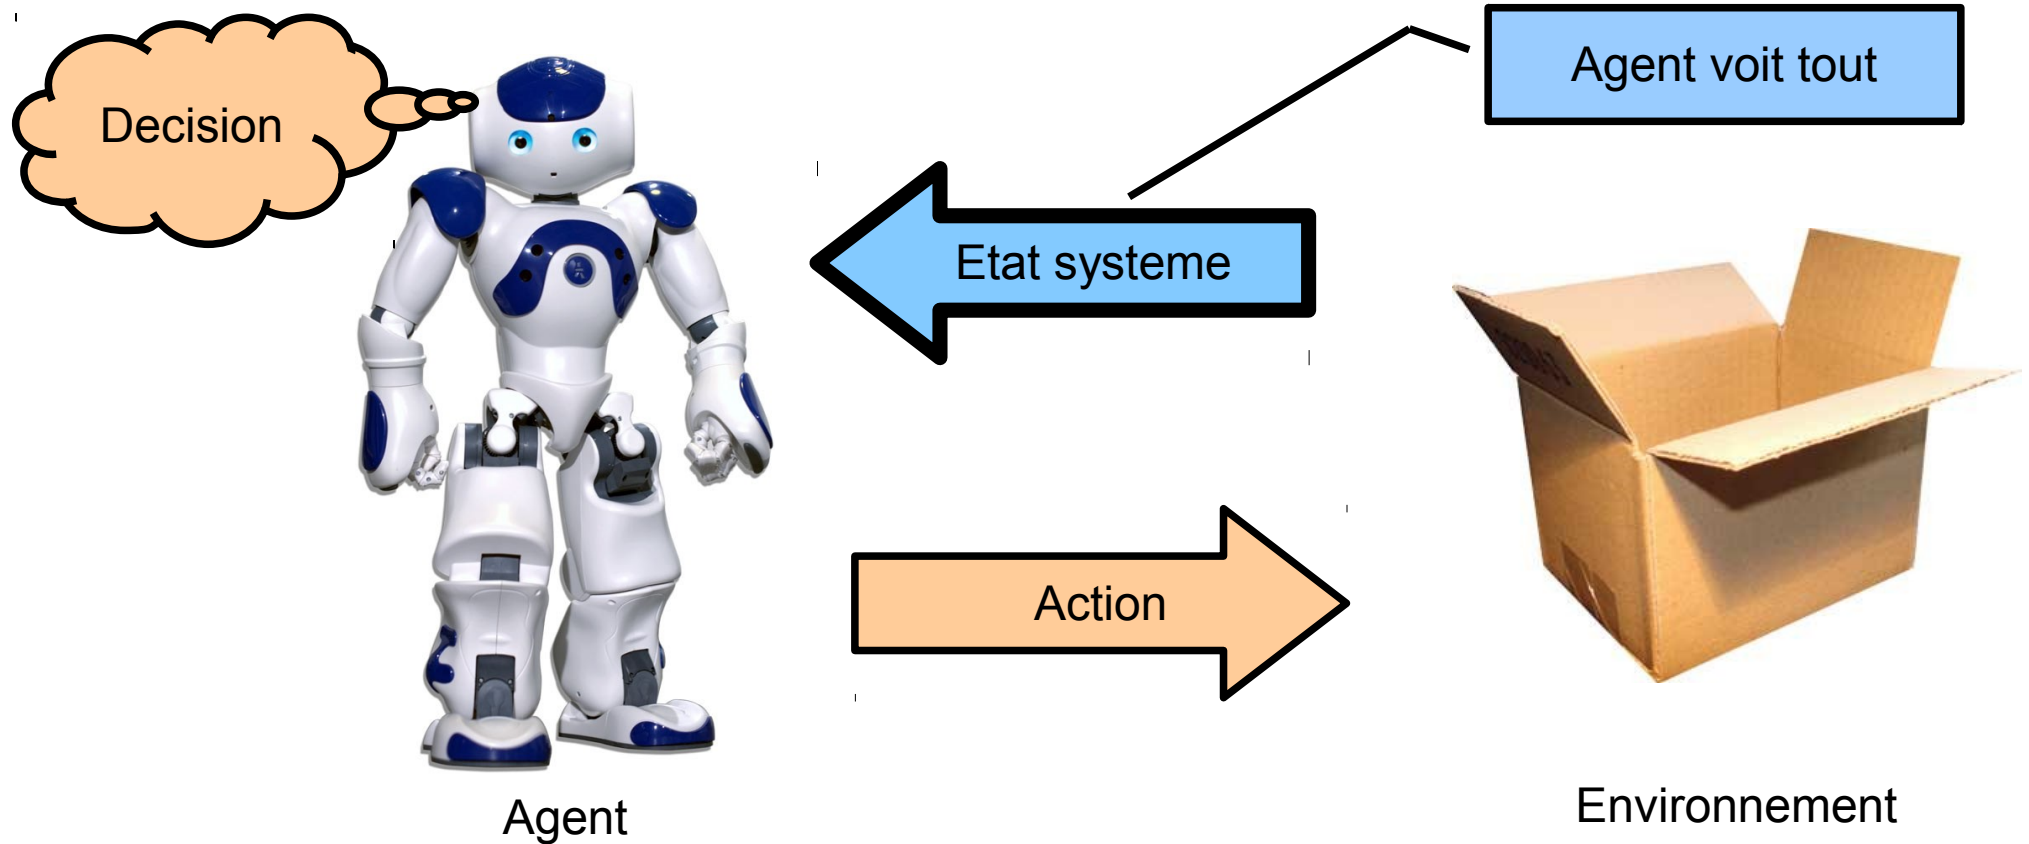 Decision
Agent voit tout
Etat systeme
Action
Agent
Environnement